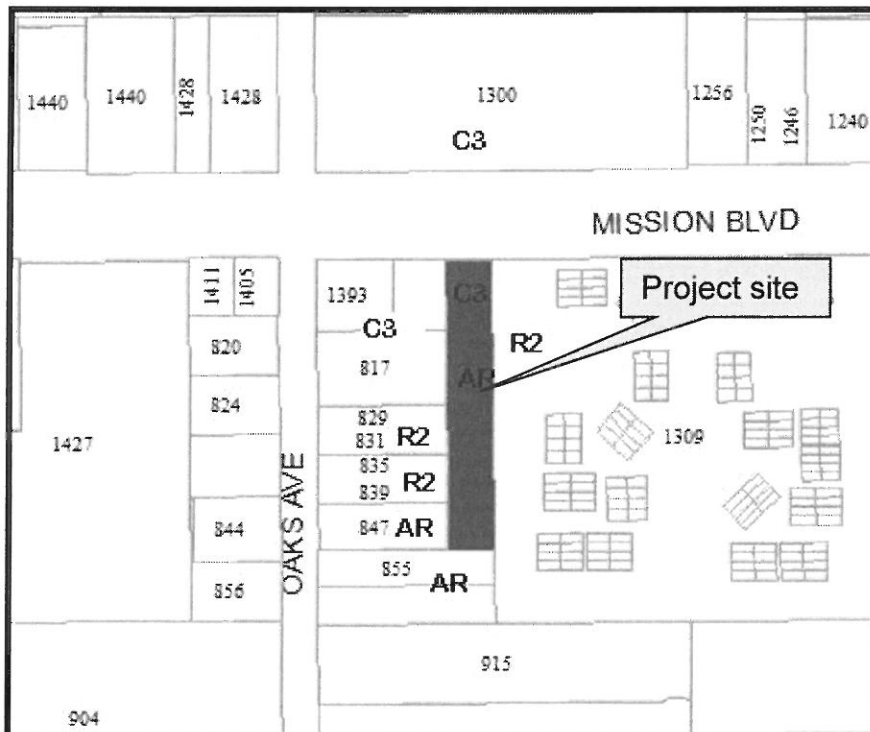 1440
1440
1428
1428
1300
C3
1256
1250
1246
1240
MISSION BLVD
1411
1405
1393
C3
Project site
820
C3
817
AR
R2
824
829
831
R2
1427
1309
835
839
R2
OAKS AVE
844
847
AR
855
AR
856
915
904